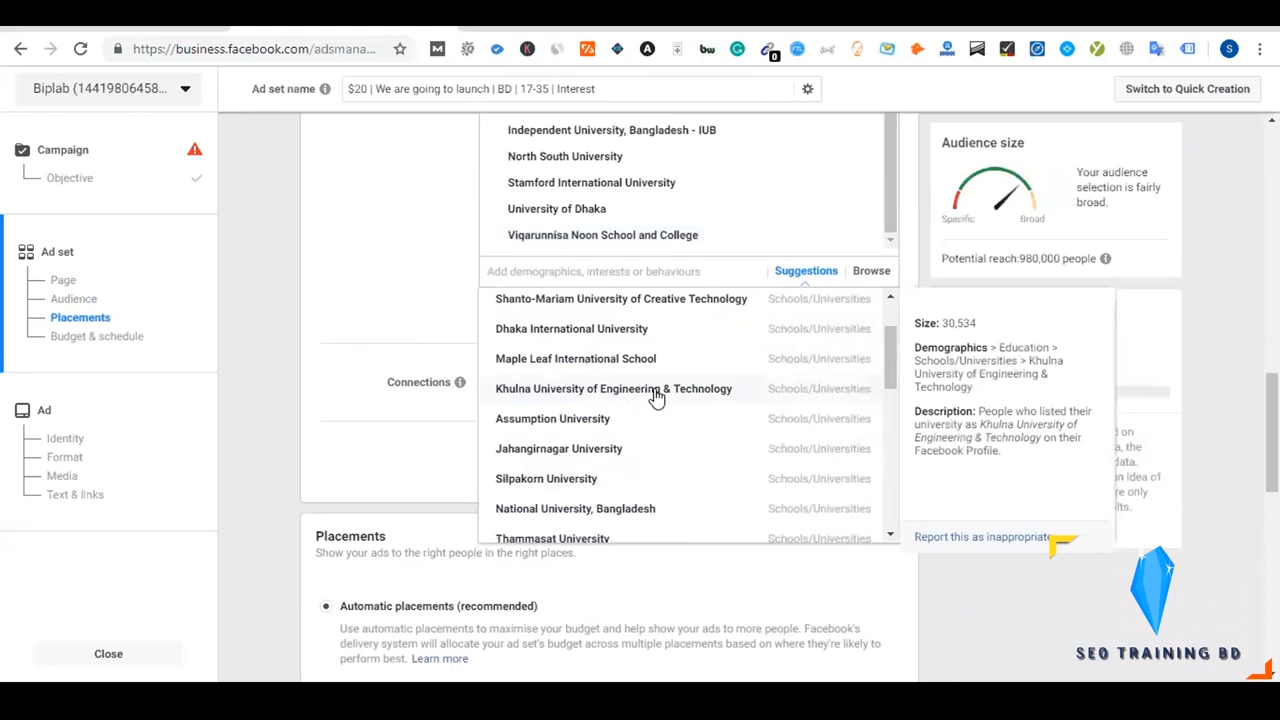 https://business.facebook.com/adsmana...
Biplab (14419806458...
Ad set name
$20 | We are going to launch | BD | 17-35 | Interest
Switch to Quick Creation
Campaign
Objective
Ad set
Page
Audience
Placements
Budget & schedule
Ad
Identity
Format
Media
Text & links
Close
Independent University, Bangladesh - IUB
North South University
Stamford International University
University of Dhaka
Viqarunnisa Noon School and College
Add demographics, interests or behaviours
Suggestions
Browse
Shanto-Mariam University of Creative Technology Schools/Universities
Dhaka International University Schools/Universities
Maple Leaf International School Schools/Universities
Khulna University of Engineering & Technology Schools/Universities
Assumption University Schools/Universities
Jahangirnagar University Schools/Universities
Silpakorn University Schools/Universities
National University, Bangladesh Schools/Universities
Thammasat University Schools/Universities
Connections
Placements
Show your ads to the right people in the right places.
Automatic placements (recommended)
Use automatic placements to maximise your budget and help show your ads to more people. Facebook's
delivery system will allocate your ad set's budget across multiple placements based on where they're likely to
perform best. Learn more
Audience size
Your audience
selection is fairly
broad.
Specific
Broad
Potential reach:980,000 people
Size: 30,534
Demographics > Education >
Schools/Universities > Khulna
University of Engineering &
Technology
Description: People who listed their
university as Khulna University of
Engineering & Technology on their
Facebook Profile.
Report this as inappropriate
SEO TRAINING BD